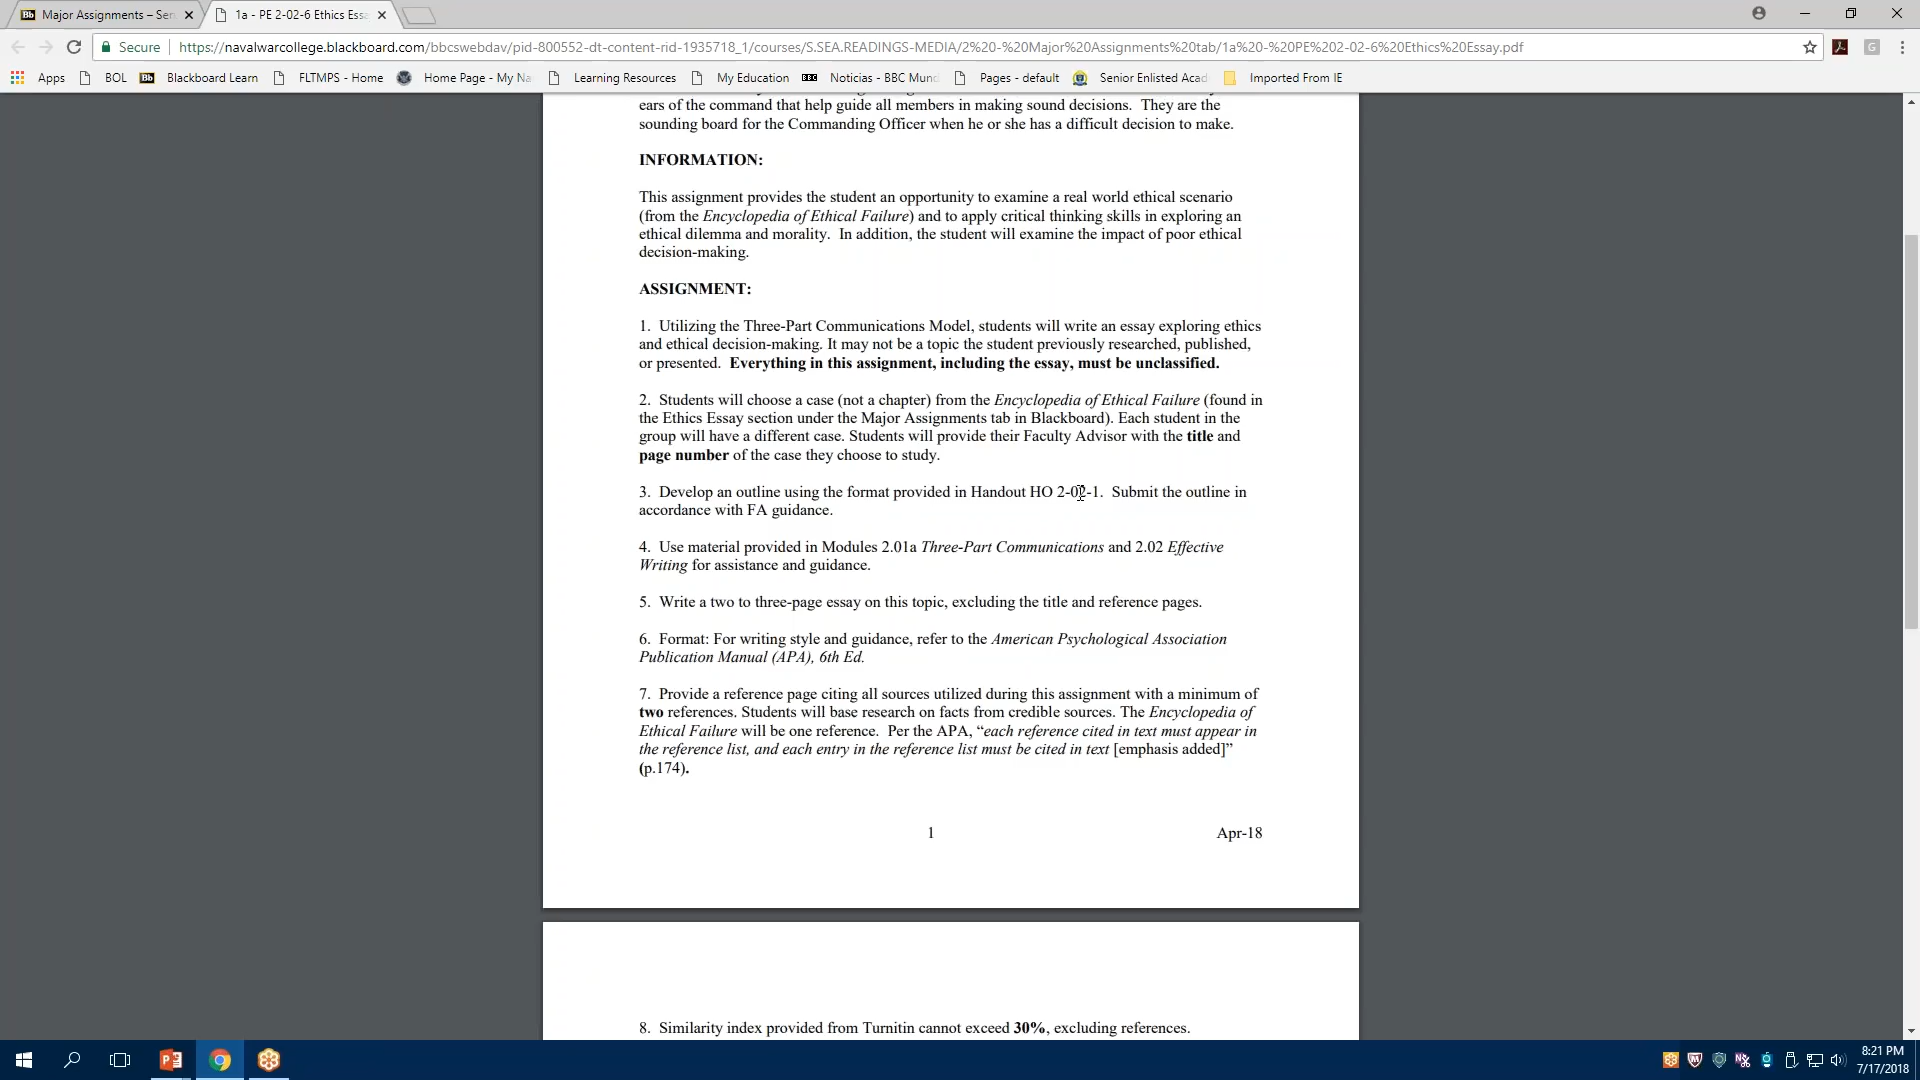 Major Assignments – Sen
1a - PE 2-02-6 Ethics Essa
Secure
https://navalwarcollege.blackboard.com/bbcswebdav/pid-800552-dt-content-rid-1935718_1/courses/S.SEA.READINGS-MEDIA/2%20-%20Major%20Assignments%20tab/1a%20-%20PE%202-02-6%20Ethics%20Essay.pdf
Apps BOL Bb Blackboard Learn FLTMPS - Home Home Page - My Na Learning Resources My Education BBC Noticias - BBC Mund Pages - default Senior Enlisted Acad Imported From IE
ears of the command that help guide all members in making sound decisions. They are the
sounding board for the Commanding Officer when he or she has a difficult decision to make.
INFORMATION:
This assignment provides the student an opportunity to examine a real world ethical scenario
(from the Encyclopedia of Ethical Failure) and to apply critical thinking skills in exploring an
ethical dilemma and morality. In addition, the student will examine the impact of poor ethical
decision-making.
ASSIGNMENT:
1. Utilizing the Three-Part Communications Model, students will write an essay exploring ethics
and ethical decision-making. It may not be a topic the student previously researched, published,
or presented. Everything in this assignment, including the essay, must be unclassified.
2. Students will choose a case (not a chapter) from the Encyclopedia of Ethical Failure (found in
the Ethics Essay section under the Major Assignments tab in Blackboard). Each student in the
group will have a different case. Students will provide their Faculty Advisor with the title and
page number of the case they choose to study.
3. Develop an outline using the format provided in Handout HO 2-02-1. Submit the outline in
accordance with FA guidance.
4. Use material provided in Modules 2.01a Three-Part Communications and 2.02 Effective
Writing for assistance and guidance.
5. Write a two to three-page essay on this topic, excluding the title and reference pages.
6. Format: For writing style and guidance, refer to the American Psychological Association
Publication Manual (APA), 6th Ed.
7. Provide a reference page citing all sources utilized during this assignment with a minimum of
two references. Students will base research on facts from credible sources. The Encyclopedia of
Ethical Failure will be one reference. Per the APA, “each reference cited in text must appear in
the reference list, and each entry in the reference list must be cited in text [emphasis added]”
(p.174).
1 Apr-18
8. Similarity index provided from Turnitin cannot exceed 30%, excluding references.
8:21 PM
7/17/2018